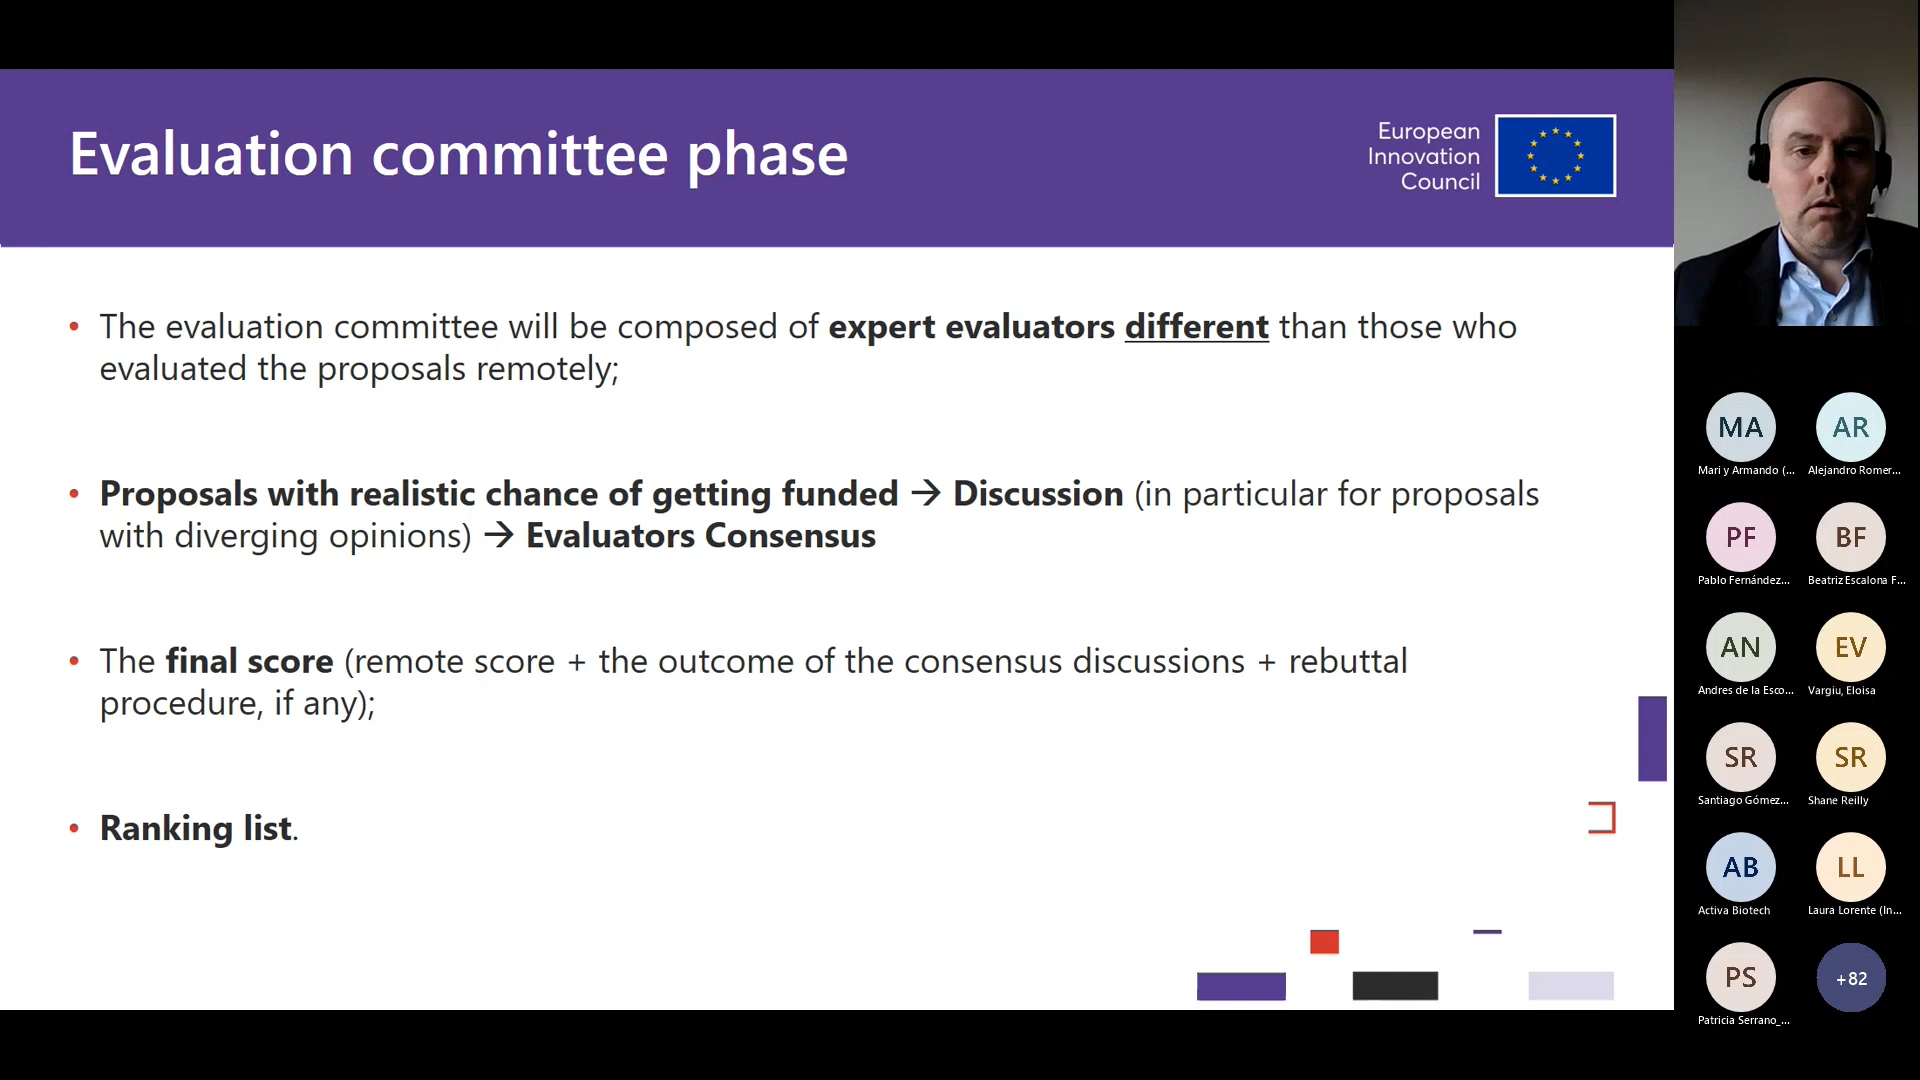 Evaluation committee phase
European
Innovation
Council
• The evaluation committee will be composed of expert evaluators different than those who
evaluated the proposals remotely;
• Proposals with realistic chance of getting funded → Discussion (in particular for proposals
with diverging opinions) → Evaluators Consensus
• The final score (remote score + the outcome of the consensus discussions + rebuttal
procedure, if any);
• Ranking list.
MA
AR
Mari y Armando (...
Alejandro Romer...
PF
BF
Pablo Fernández...
Beatriz Escalona F...
AN
EV
Andres de la Esco...
Vargiu, Eloisa
SR
SR
Santiago Gómez...
Shane Reilly
AB
LL
Activa Biotech
Laura Lorente (In...
PS
+82
Patricia Serrano_...